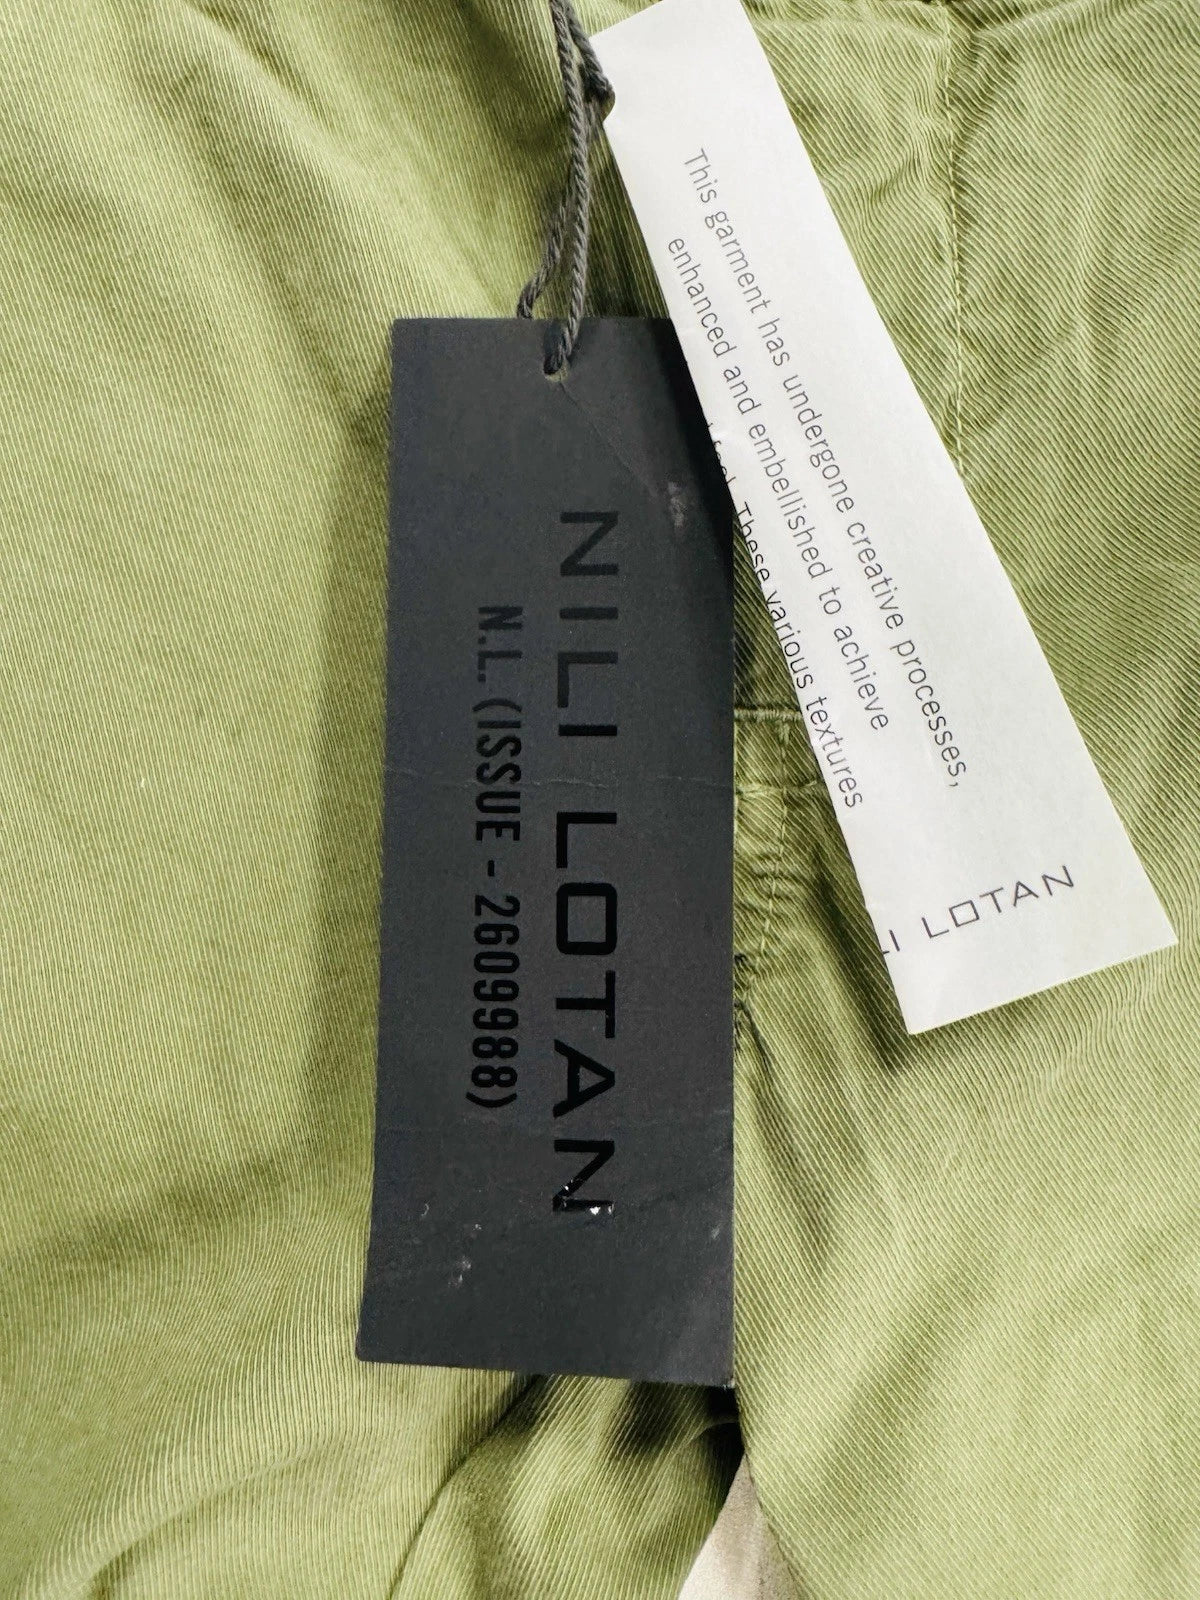 NILI LOTAN
N.L. (ISSUE - 2609988)
This garment has undergone creative processes,
enhanced and embellished to achieve
These various textures
LI LOTAN